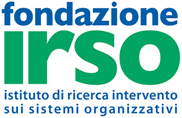 fondazione
irso
istituto di ricerca intervento
sui sistemi organizzativi